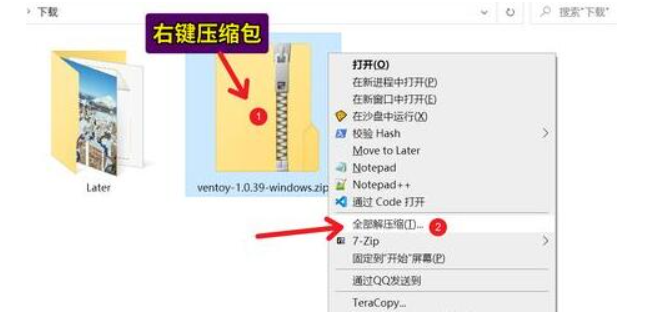 下载
搜索"下载"
右键压缩包
1
Later
ventoy-1.0.39-windows.zip
打开(O)
在新进程中打开(P)
在新窗口中打开(E)
在沙盘中运行(X)
校验 Hash
Move to Later
Notepad
Notepad++
通过 Code 打开
全部解压缩(T)...
2
7-Zip
固定到"开始"屏幕(P)
通过QQ发送到
TeraCopy...